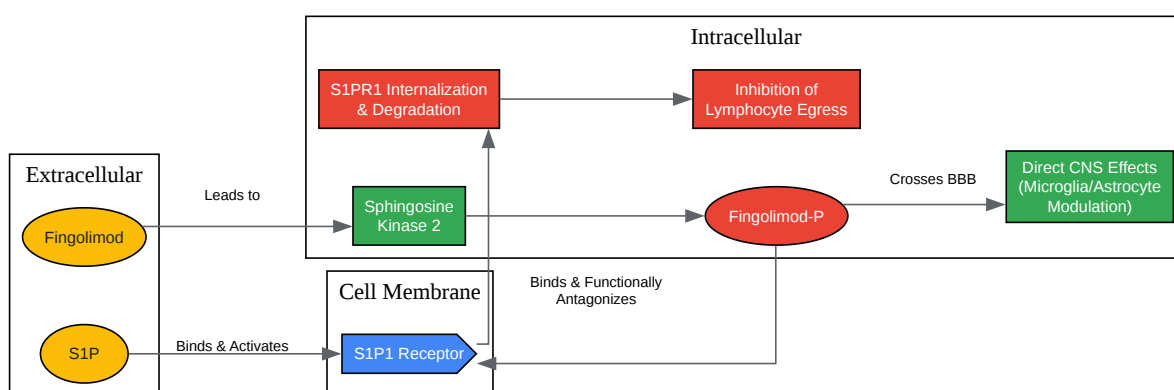 Intracellular
S1PR1 Internalization
& Degradation
Inhibition of
Lymphocyte Egress
Extracellular
Fingolimod
Leads to
Sphingosine
Kinase 2
Fingolimod-P
Crosses BBB
Direct CNS Effects
(Microglia/Astrocyte
Modulation)
Cell Membrane
Binds & Functionally
Antagonizes
S1P
Binds & Activates
S1P1 Receptor